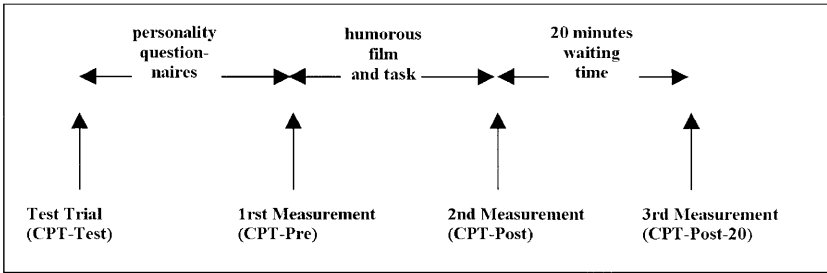 personality
question-
naires
humorous
film
and task
20 minutes
waiting
time
Test Trial
(CPT-Test)
1rst Measurement
(CPT-Pre)
2nd Measurement
(CPT-Post)
3rd Measurement
(CPT-Post-20)